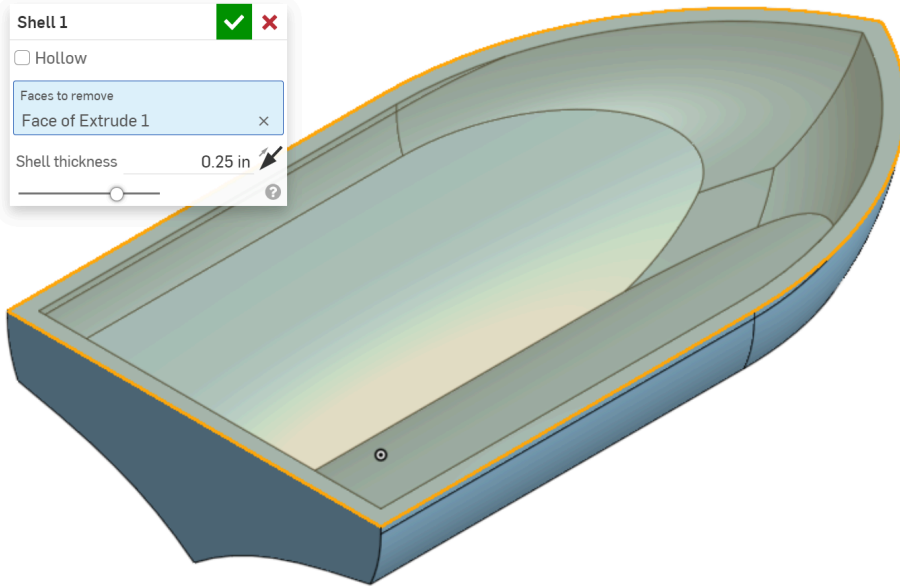 Shell 1
Hollow
Faces to remove
Face of Extrude 1
Shell thickness 0.25 in
?